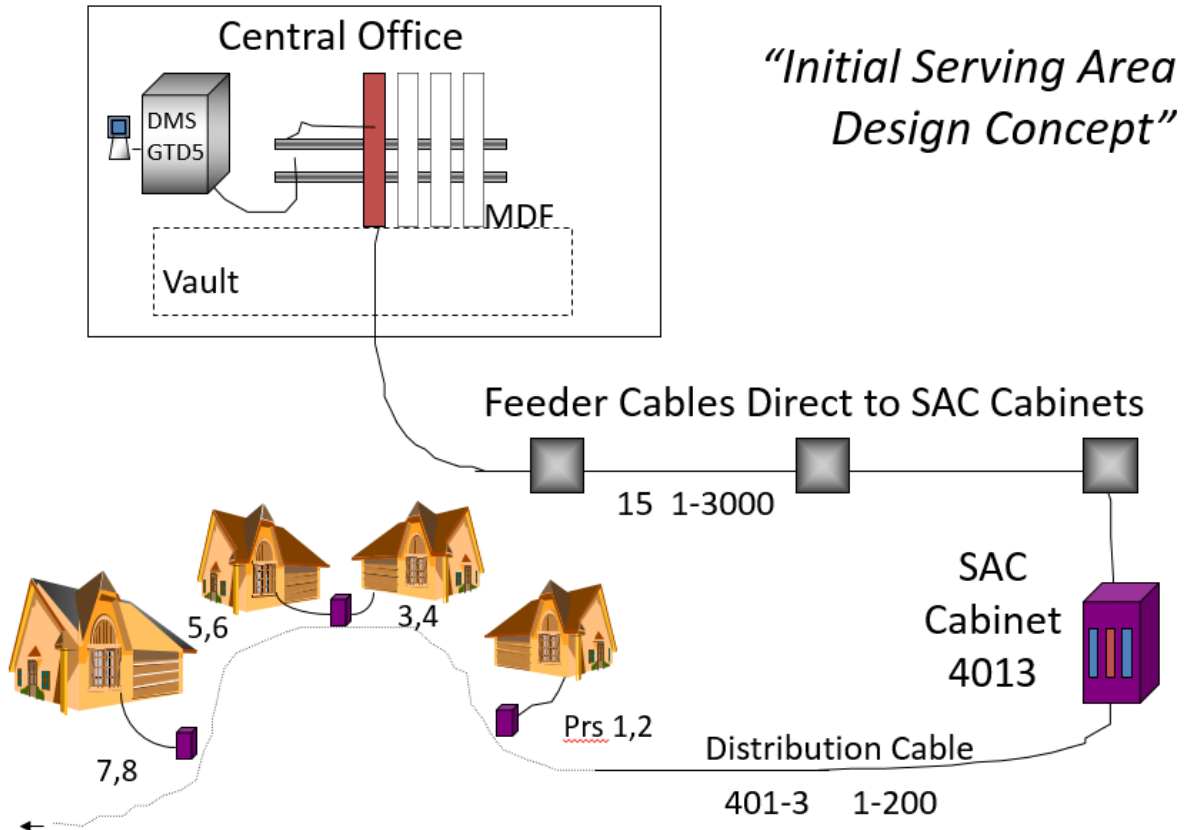 Central Office
“Initial Serving Area
Design Concept”
DMS
GTD5
MDF
Vault
Feeder Cables Direct to SAC Cabinets
15 1-3000
SAC
Cabinet
4013
5,6
3,4
Prs 1,2
7,8
Distribution Cable
401-3 1-200